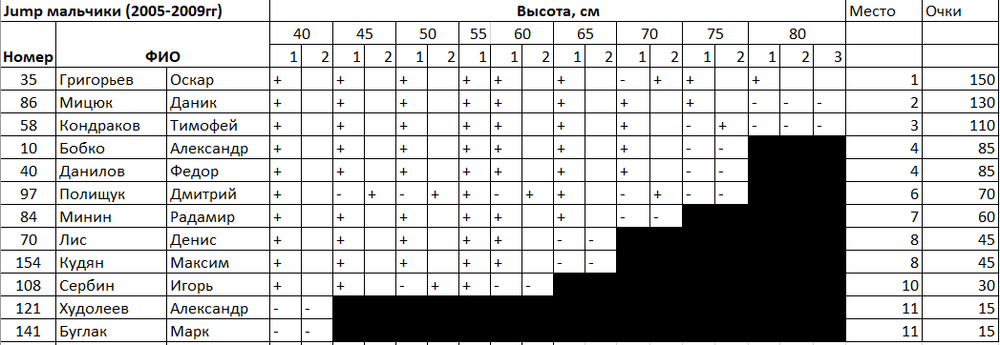 Jump мальчики (2005-2009гг) Высота, см Место Очки
40 45 50 55 60 65 70 75 80
Номер ФИО 1 2 1 2 1 2 1 1 2 1 2 1 2 1 2 1 2 3
35 Григорьев Оскар + + + + + + - + + + 1 150
86 Мицюк Даник + + + + + + + + - - - 2 130
58 Кондраков Тимофей + + + + + + + - + - - - 3 110
10 Бобко Александр + + + + + + + - - 4 85
40 Данилов Федор + + + + + + + - - 4 85
97 Полищук Дмитрий + - + - + + - + + - + - - 6 70
84 Минин Радамир + + + + + + - - 7 60
70 Лис Денис + + + + + - - 8 45
154 Кудян Максим + + + + + - - 8 45
108 Сербин Игорь + + - + + - - 10 30
121 Худолеев Александр - - 11 15
141 Буглак Марк - - 11 15